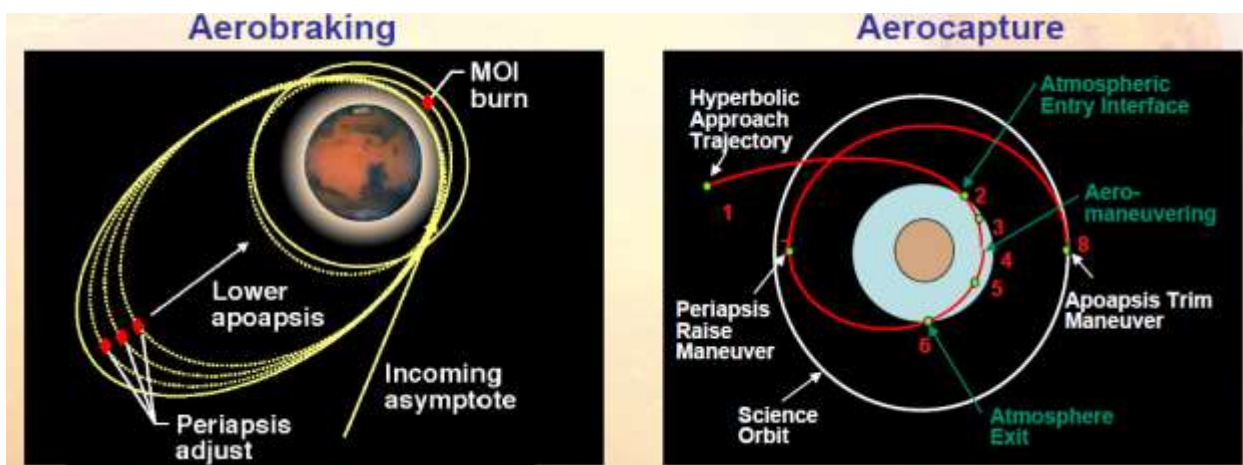 Aerobraking
MOI
burn
Lower
apoapsis
Incoming
asymptote
Periapsis
adjust
Aerocapture
Hyperbolic
Approach
Trajectory
Atmospheric
Entry Interface
1
2
3
Aero-
maneuvering
4
5
6
7
8
Periapsis
Raise
Maneuver
Apoapsis Trim
Maneuver
Science
Orbit
Atmosphere
Exit